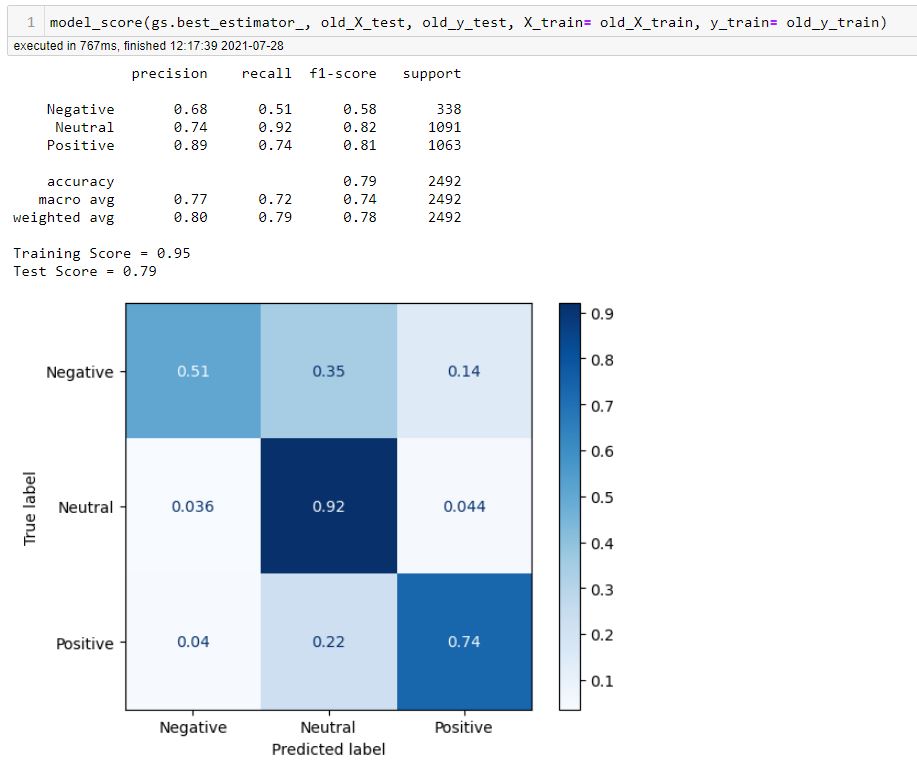 1 model_score(gs.best_estimator_, old_X_test, old_y_test, X_train= old_X_train, y_train= old_y_train)
executed in 767ms, finished 12:17:39 2021-07-28
precision recall f1-score support
Negative 0.68 0.51 0.58 338
Neutral 0.74 0.92 0.82 1091
Positive 0.89 0.74 0.81 1063
accuracy 0.79 2492
macro avg 0.77 0.72 0.74 2492
weighted avg 0.80 0.79 0.78 2492
Training Score = 0.95
Test Score = 0.79
0.9
Negative 0.51 0.35 0.14
0.8
0.7
0.6
True label
Neutral 0.036 0.92 0.044
0.5
0.4
0.3
Positive 0.04 0.22 0.74
0.2
0.1
Negative Neutral Positive
Predicted label